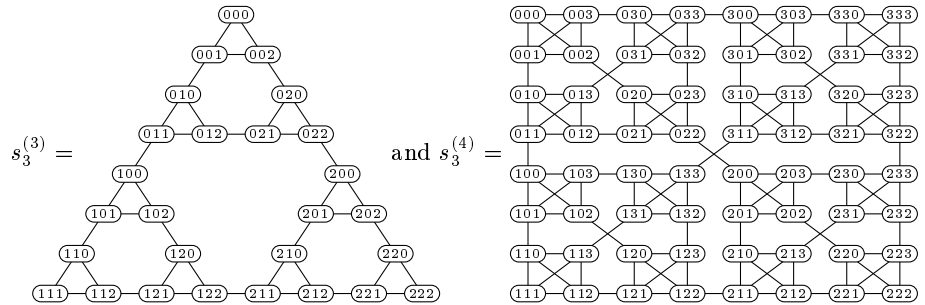 s_3^{(3)} =
000
001 002
010 020
011 012 021 022
100 200
101 102 201 202
110 120 210 220
111 112 121 122 211 212 221 222
and s_3^{(4)} =
000 003 030 033 300 303 330 333
001 002 031 032 301 302 331 332
010 013 020 023 310 313 320 323
011 012 021 022 311 312 321 322
100 103 130 133 200 203 230 233
101 102 131 132 201 202 231 232
110 113 120 123 210 213 220 223
111 112 121 122 211 212 221 222